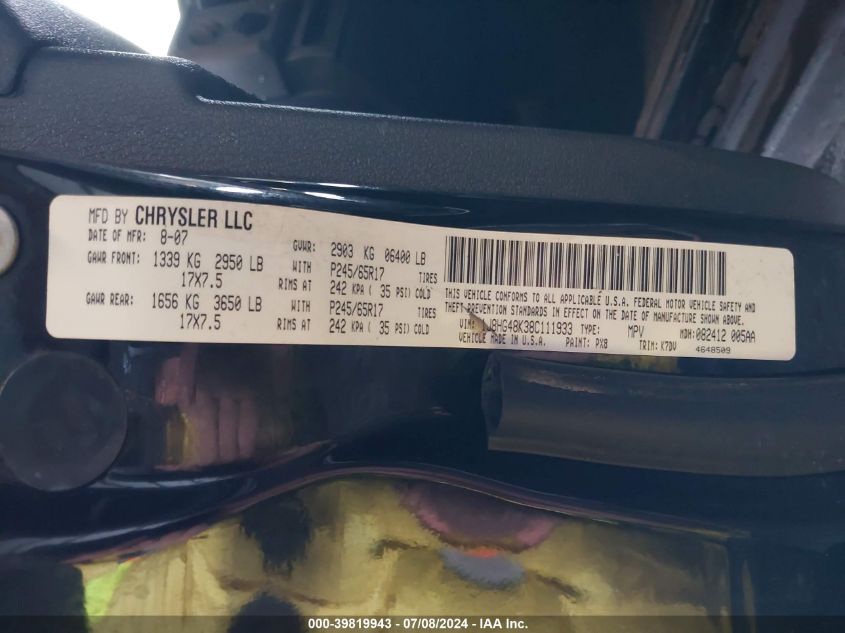 MFD BY CHRYSLER LLC
DATE OF MFR: 8-07
GAWR FRONT: 1339 KG 2950 LB
17X7.5
GAWR REAR: 1656 KG 3650 LB
17X7.5
GVWR: 2903 KG 06400 LB
WITH P245/65R17 TIRES
RIMS AT 242 KPA ( 35 PSI) COLD
WITH P245/65R17 TIRES
RIMS AT 242 KPA ( 35 PSI) COLD
THIS VEHICLE CONFORMS TO ALL APPLICABLE U.S.A. FEDERAL MOTOR VEHICLE SAFETY AND
THEFT PREVENTION STANDARDS IN EFFECT ON THE DATE OF MANUFACTURE SHOWN ABOVE.
VIN: 8HG48K38C111933 TYPE: MPV MDH:082412 005AA
VEHICLE MADE IN U.S.A. PAINT: PX8 TRIM: K7DV 4648509
000-39819943 - 07/08/2024 - IAA Inc.